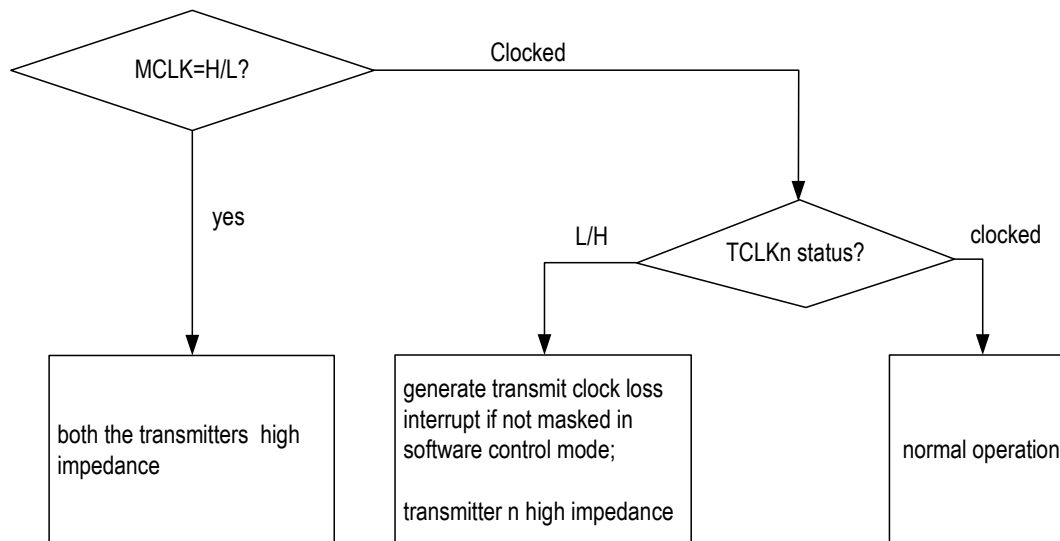 MCLK=H/L?
Clocked
yes
L/H
TCLKn status?
clocked
both the transmitters high
impedance
generate transmit clock loss
interrupt if not masked in
software control mode;
transmitter n high impedance
normal operation